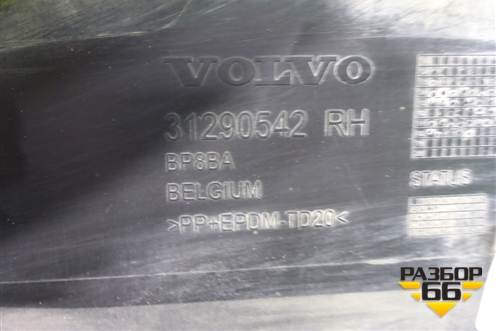 VOLVO
31290542 RH
BP8BA
BELGIUM
STATUS
>PP+EPDM-TD20<
РАЗБОР
66